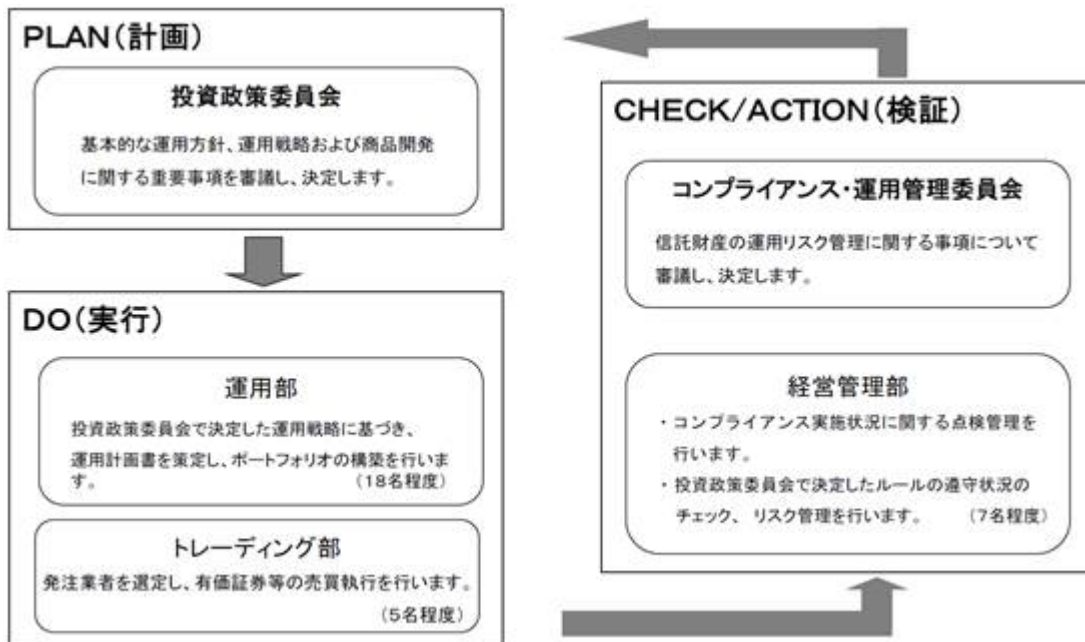 PLAN(計画)
投資政策委員会
基本的な運用方針、運用戦略および商品開発
に関する重要事項を審議し、決定します。
DO(実行)
運用部
投資政策委員会で決定した運用戦略に基づき、
運用計画書を策定し、ポートフォリオの構築を行いま
す。 (18名程度)
トレーディング部
発注業者を選定し、有価証券等の売買執行を行います。
(5名程度)
CHECK/ACTION(検証)
コンプライアンス・運用管理委員会
信託財産の運用リスク管理に関する事項について
審議し、決定します。
経営管理部
・コンプライアンス実施状況に関する点検管理を
行います。
・投資政策委員会で決定したルールの遵守状況の
チェック、 リスク管理を行います。 (7名程度)